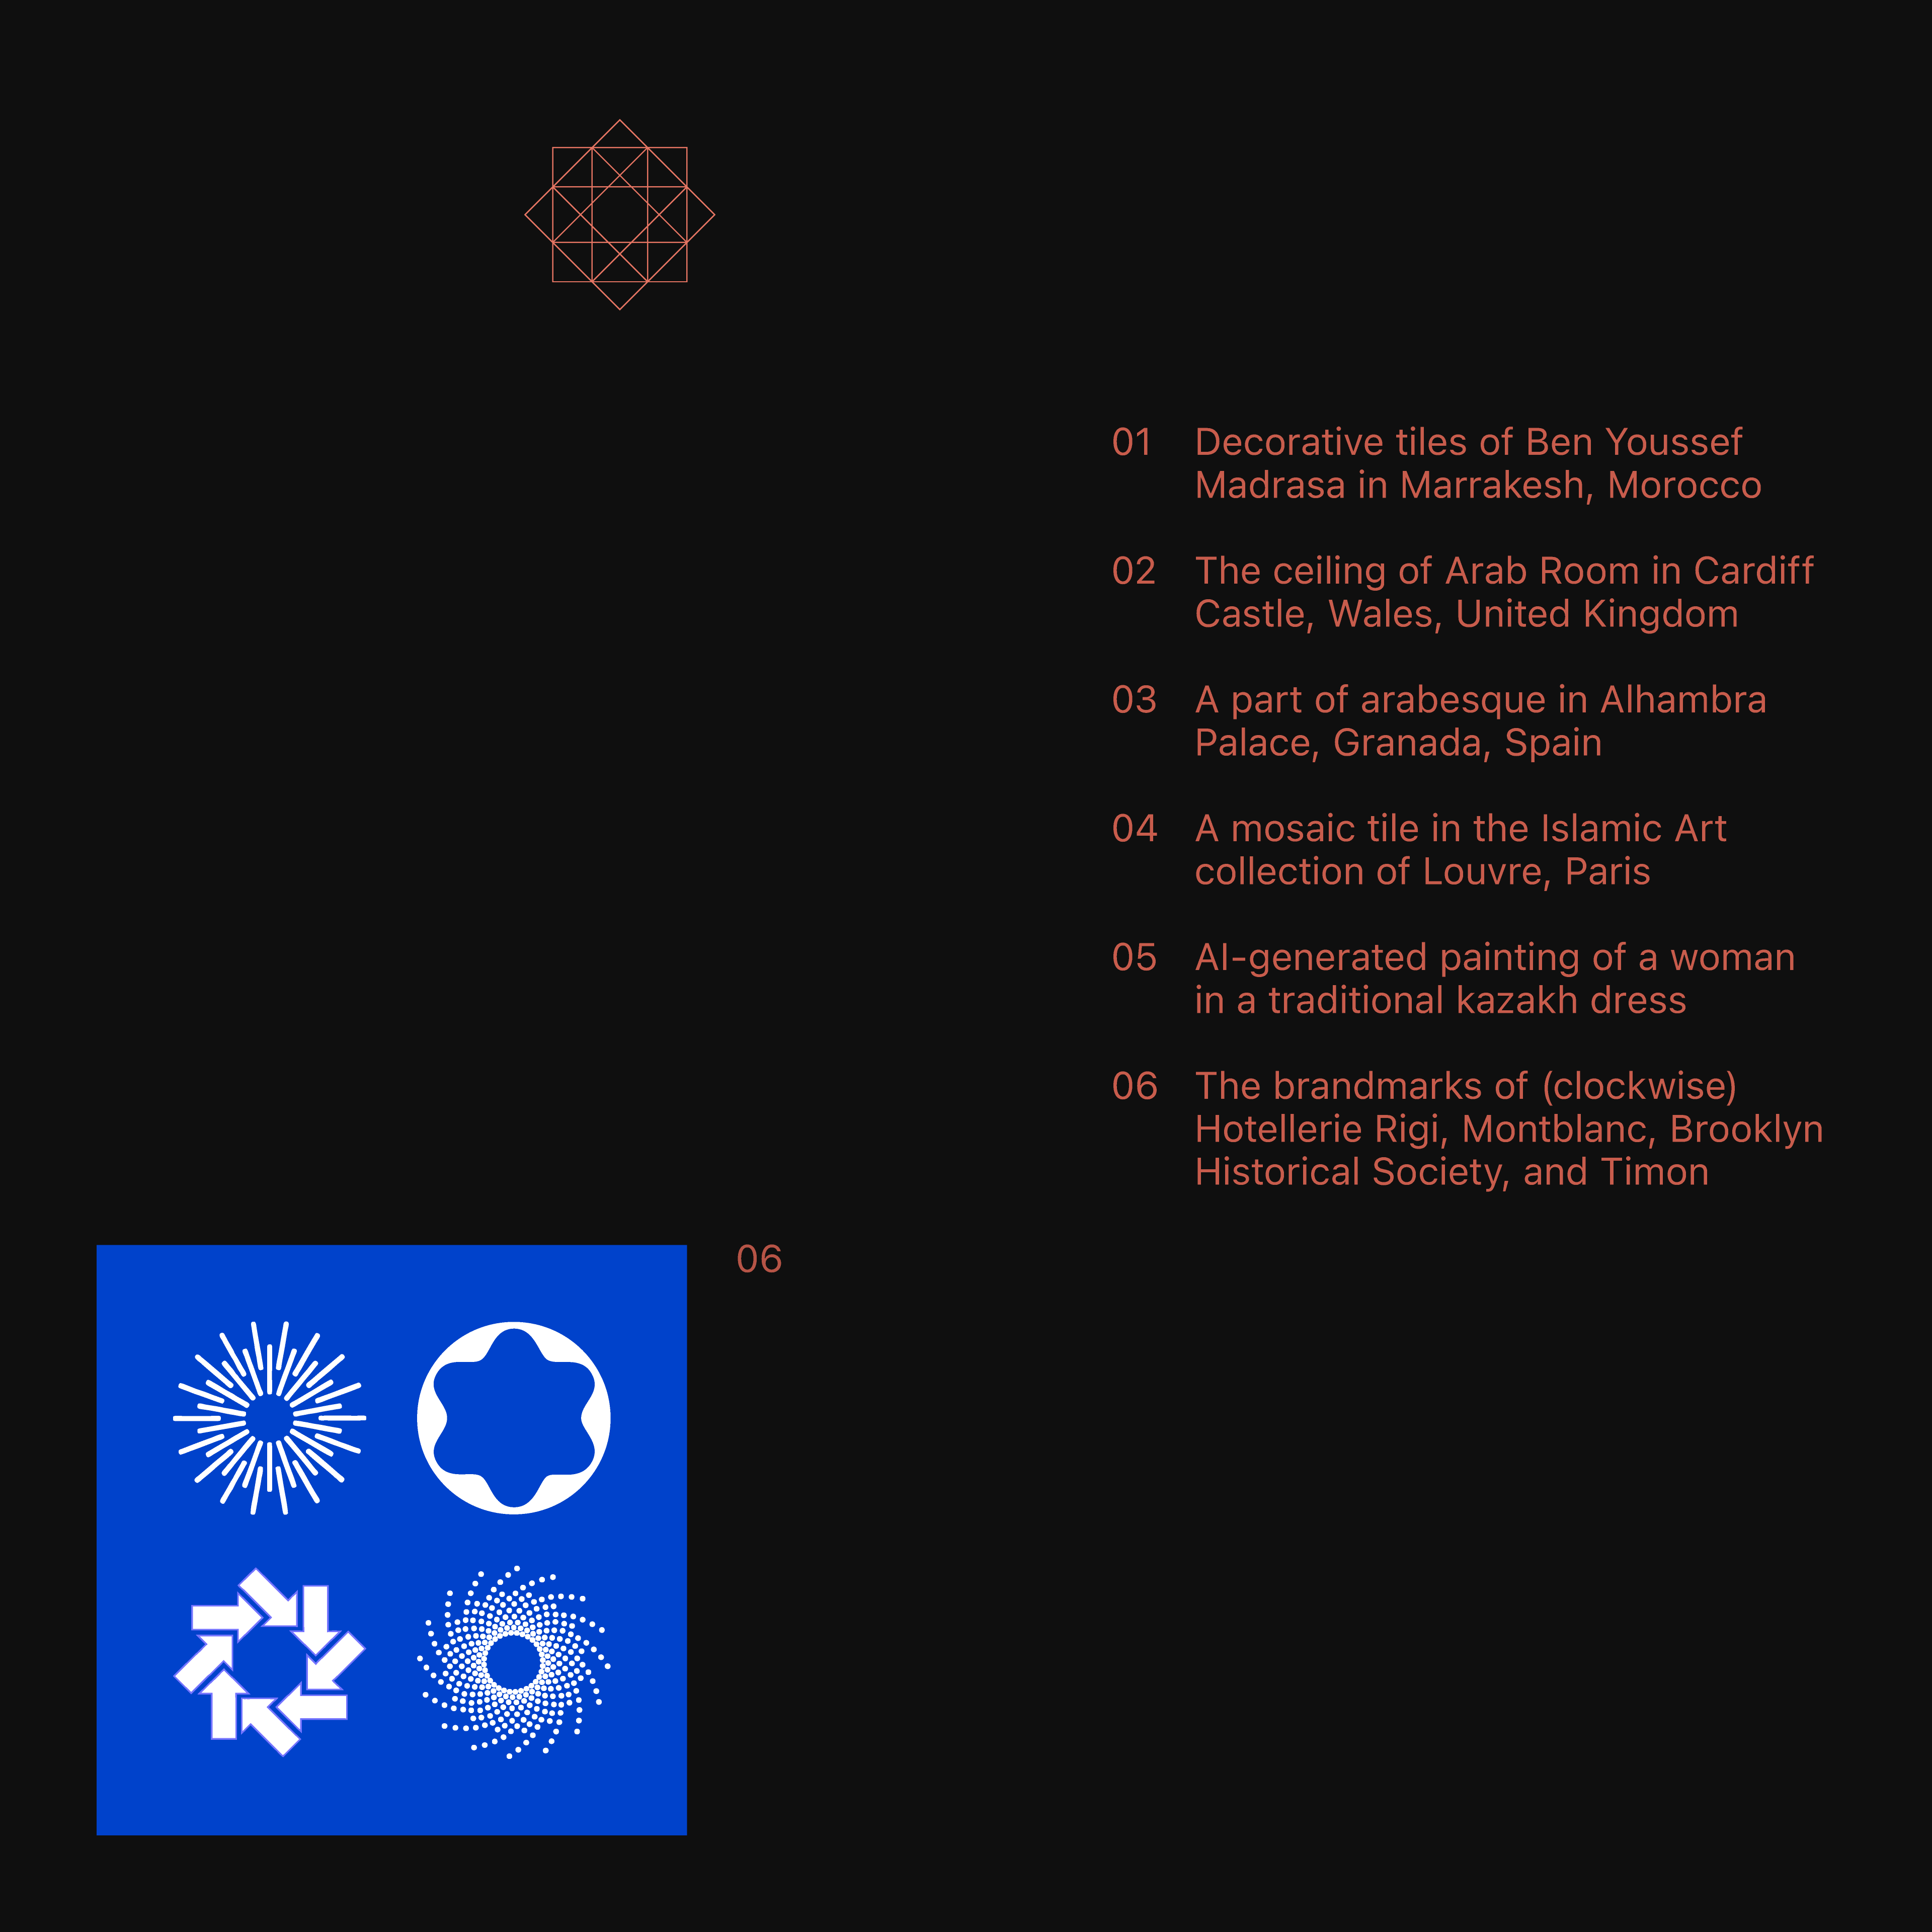 01 Decorative tiles of Ben Youssef
Madrasa in Marrakesh, Morocco
02 The ceiling of Arab Room in Cardiff
Castle, Wales, United Kingdom
03 A part of arabesque in Alhambra
Palace, Granada, Spain
04 A mosaic tile in the Islamic Art
collection of Louvre, Paris
05 AI-generated painting of a woman
in a traditional kazakh dress
06 The brandmarks of (clockwise)
Hotellerie Rigi, Montblanc, Brooklyn
Historical Society, and Timon
06